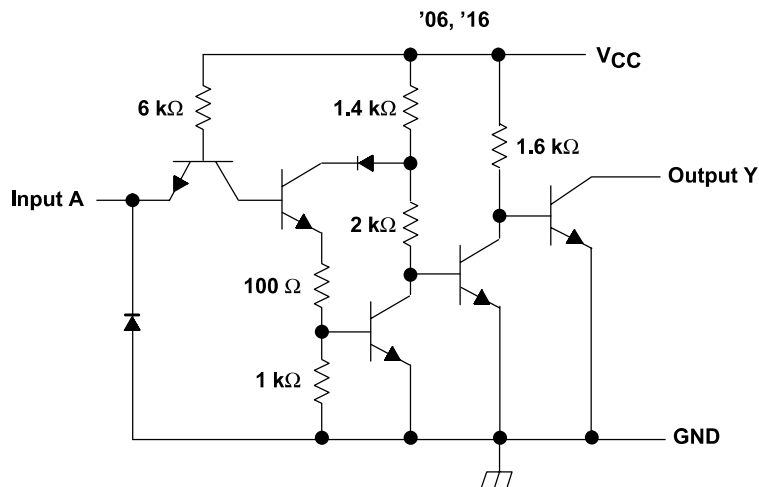 '06, '16
VCC
6 kΩ
1.4 kΩ
1.6 kΩ
Input A
Output Y
2 kΩ
100 Ω
1 kΩ
GND